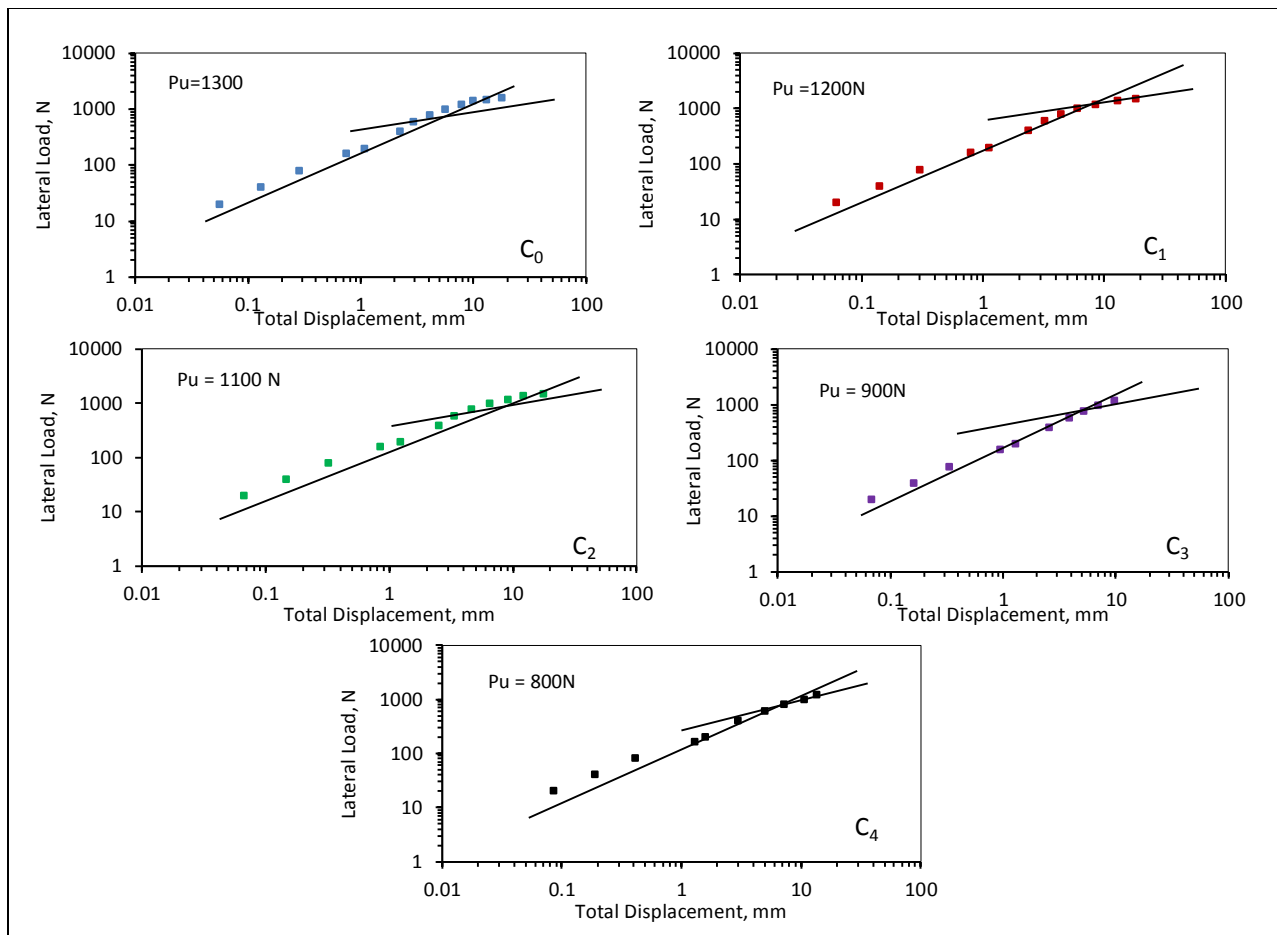 Lateral Load, N
10000
1000
100
10
1
Pu=1300
C0
0.01 0.1 1 10 100
Total Displacement, mm
Lateral Load, N
10000
1000
100
10
1
Pu =1200N
C1
0.01 0.1 1 10 100
Total Displacement, mm
Lateral Load, N
10000
1000
100
10
1
Pu = 1100 N
C2
0.01 0.1 1 10 100
Total Displacement, mm
Lateral Load, N
10000
1000
100
10
1
Pu = 900N
C3
0.01 0.1 1 10 100
Total Displacement, mm
Lateral Load, N
10000
1000
100
10
1
Pu = 800N
C4
0.01 0.1 1 10 100
Total Displacement, mm